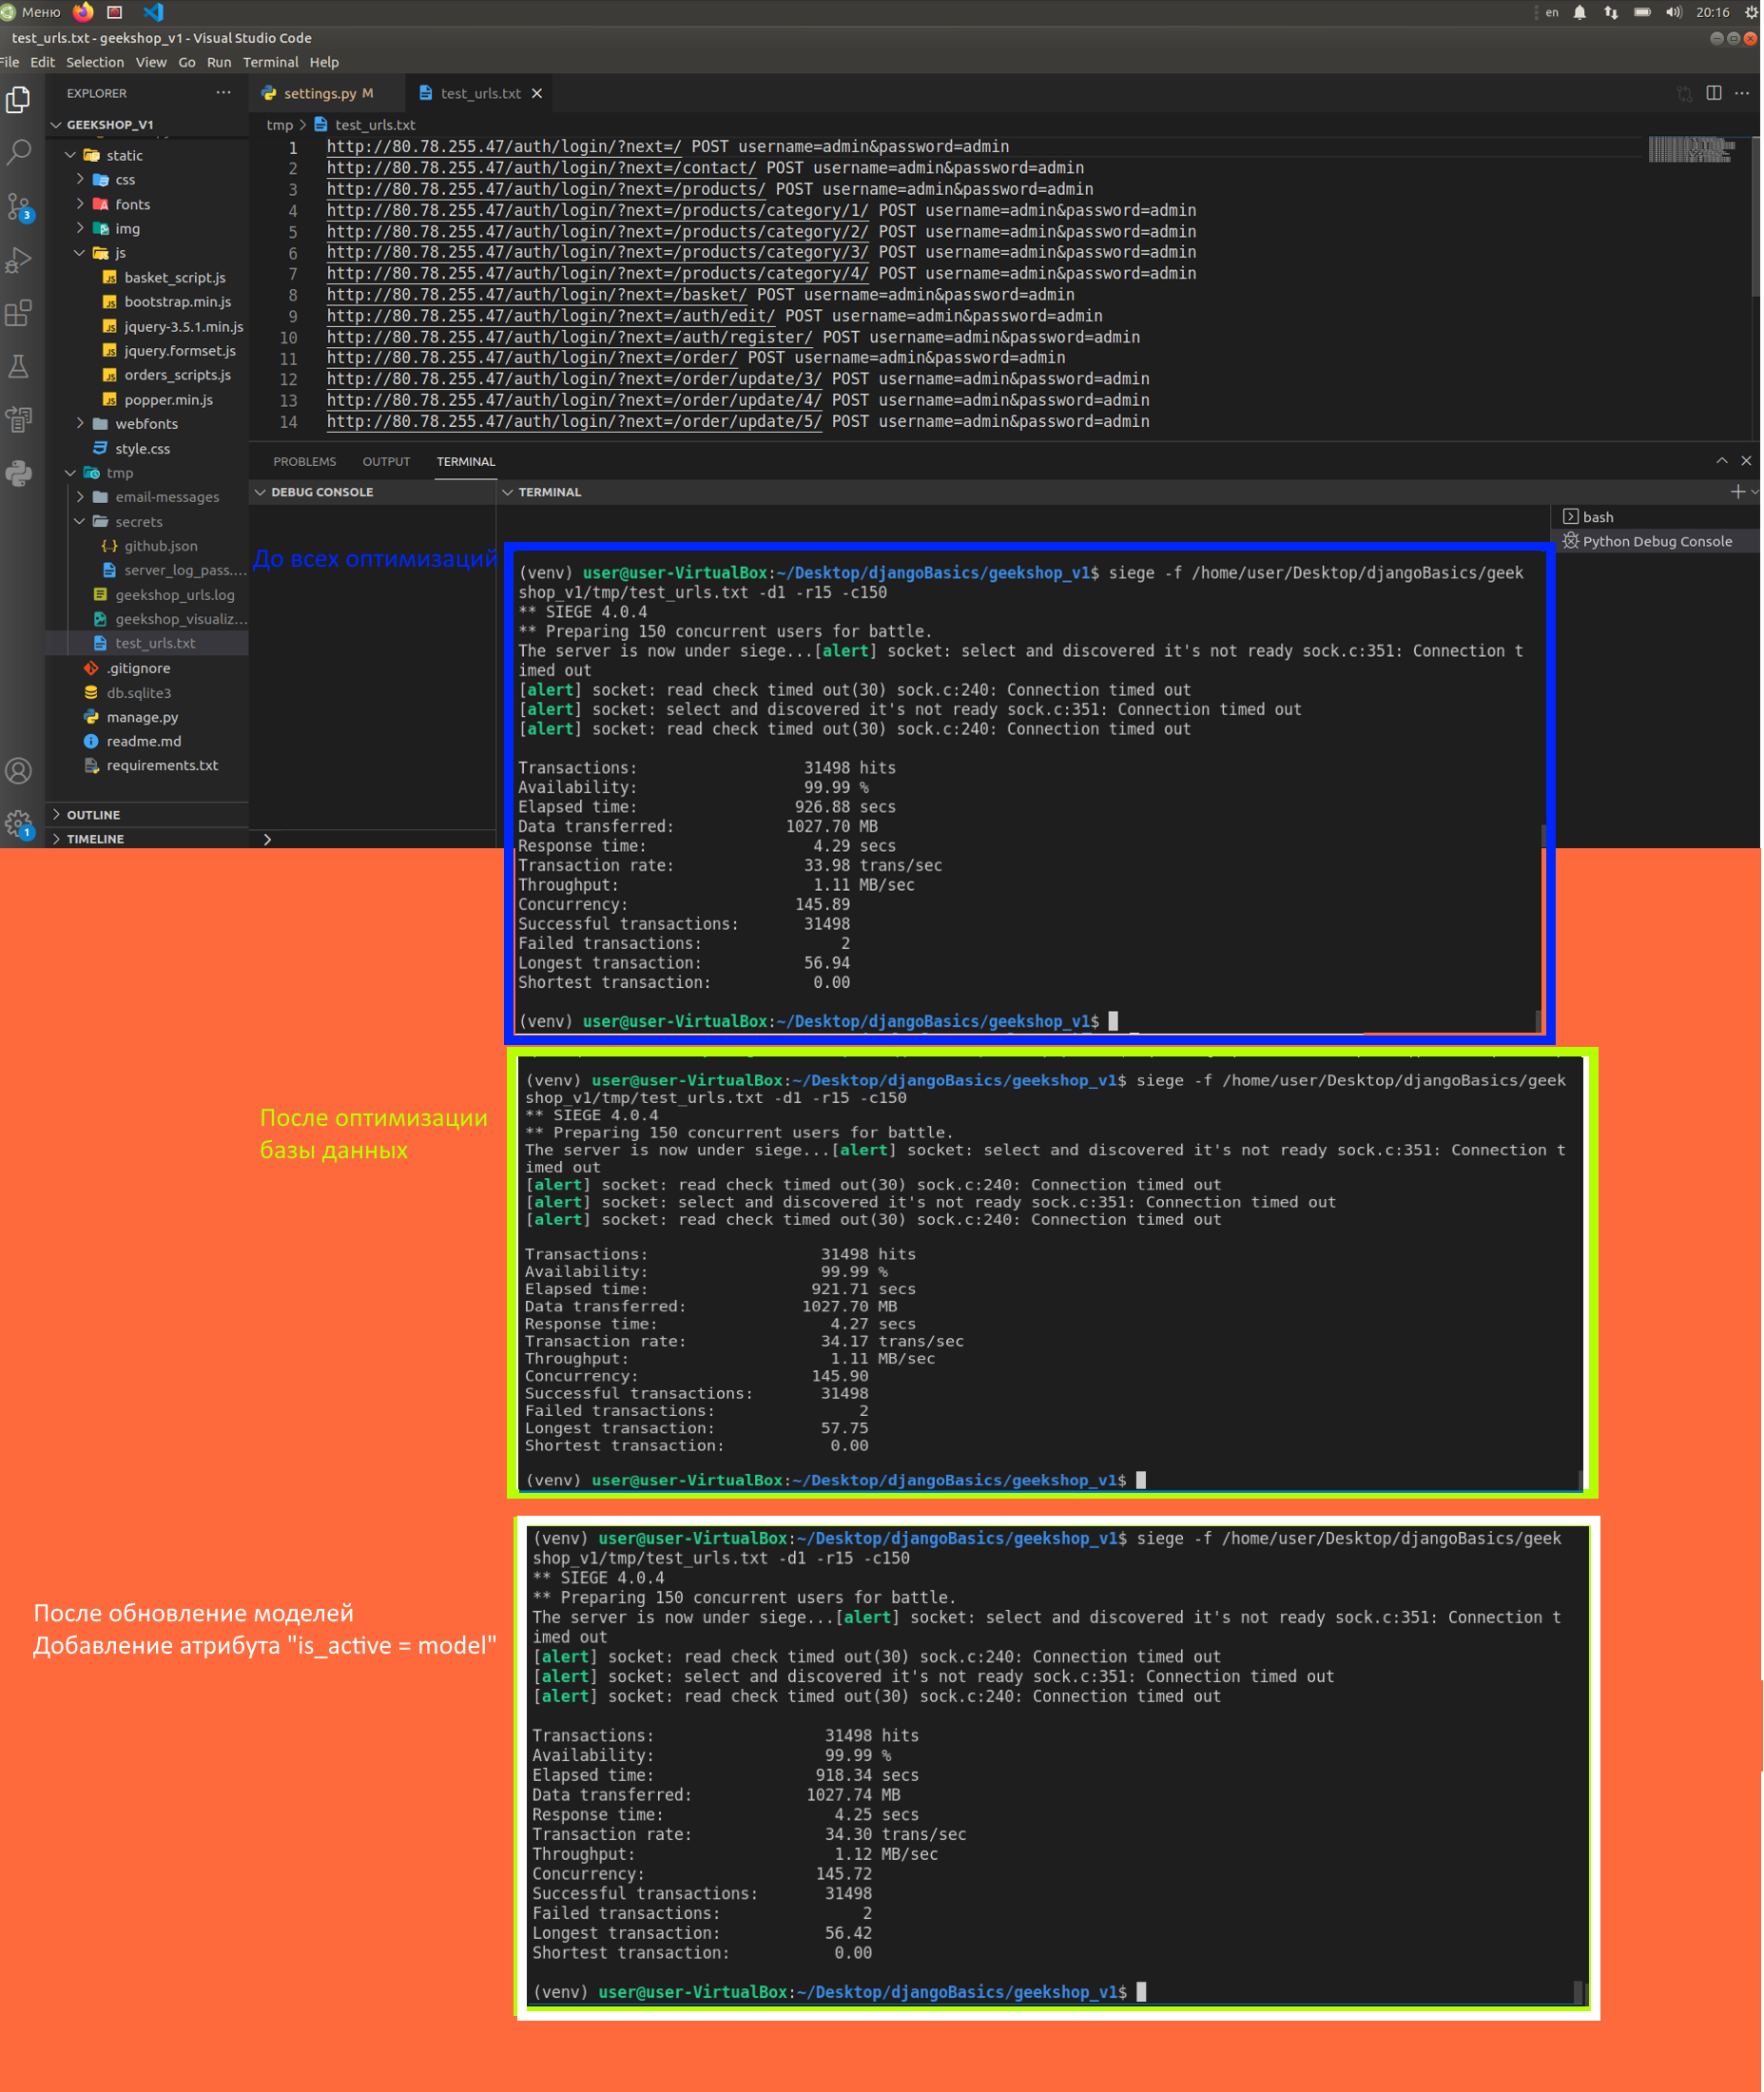 Меню
en
20:16
test_urls.txt - geekshop_v1 - Visual Studio Code
File Edit Selection View Go Run Terminal Help
EXPLORER
GEEKSHOP_V1
static
css
fonts
img
js
basket_script.js
bootstrap.min.js
jquery-3.5.1.min.js
jquery.formset.js
orders_scripts.js
popper.min.js
webfonts
style.css
tmp
email-messages
secrets
github.json
server_log_pass....
geekshop_urls.log
geekshop_visualiz...
test_urls.txt
.gitignore
db.sqlite3
manage.py
readme.md
requirements.txt
OUTLINE
TIMELINE
3
1
settings.py M
test_urls.txt
tmp > test_urls.txt
1 http://80.78.255.47/auth/login/?next=/ POST username=admin&password=admin
2 http://80.78.255.47/auth/login/?next=/contact/ POST username=admin&password=admin
3 http://80.78.255.47/auth/login/?next=/products/ POST username=admin&password=admin
4 http://80.78.255.47/auth/login/?next=/products/category/1/ POST username=admin&password=admin
5 http://80.78.255.47/auth/login/?next=/products/category/2/ POST username=admin&password=admin
6 http://80.78.255.47/auth/login/?next=/products/category/3/ POST username=admin&password=admin
7 http://80.78.255.47/auth/login/?next=/products/category/4/ POST username=admin&password=admin
8 http://80.78.255.47/auth/login/?next=/basket/ POST username=admin&password=admin
9 http://80.78.255.47/auth/login/?next=/auth/edit/ POST username=admin&password=admin
10 http://80.78.255.47/auth/login/?next=/auth/register/ POST username=admin&password=admin
11 http://80.78.255.47/auth/login/?next=/order/ POST username=admin&password=admin
12 http://80.78.255.47/auth/login/?next=/order/update/3/ POST username=admin&password=admin
13 http://80.78.255.47/auth/login/?next=/order/update/4/ POST username=admin&password=admin
14 http://80.78.255.47/auth/login/?next=/order/update/5/ POST username=admin&password=admin
PROBLEMS OUTPUT TERMINAL
DEBUG CONSOLE
TERMINAL
bash
Python Debug Console
До всех оптимизаций
(venv) user@user-VirtualBox:~/Desktop/djangoBasics/geekshop_v1$ siege -f /home/user/Desktop/djangoBasics/geek
shop_v1/tmp/test_urls.txt -d1 -r15 -c150
** SIEGE 4.0.4
** Preparing 150 concurrent users for battle.
The server is now under siege...[alert] socket: select and discovered it's not ready sock.c:351: Connection t
imed out
[alert] socket: read check timed out(30) sock.c:240: Connection timed out
[alert] socket: select and discovered it's not ready sock.c:351: Connection timed out
[alert] socket: read check timed out(30) sock.c:240: Connection timed out
Transactions: 31498 hits
Availability: 99.99 %
Elapsed time: 926.88 secs
Data transferred: 1027.70 MB
Response time: 4.29 secs
Transaction rate: 33.98 trans/sec
Throughput: 1.11 MB/sec
Concurrency: 145.89
Successful transactions: 31498
Failed transactions: 2
Longest transaction: 56.94
Shortest transaction: 0.00
(venv) user@user-VirtualBox:~/Desktop/djangoBasics/geekshop_v1$
После оптимизации
базы данных
(venv) user@user-VirtualBox:~/Desktop/djangoBasics/geekshop_v1$ siege -f /home/user/Desktop/djangoBasics/geek
shop_v1/tmp/test_urls.txt -d1 -r15 -c150
** SIEGE 4.0.4
** Preparing 150 concurrent users for battle.
The server is now under siege...[alert] socket: select and discovered it's not ready sock.c:351: Connection t
imed out
[alert] socket: read check timed out(30) sock.c:240: Connection timed out
[alert] socket: select and discovered it's not ready sock.c:351: Connection timed out
[alert] socket: read check timed out(30) sock.c:240: Connection timed out
Transactions: 31498 hits
Availability: 99.99 %
Elapsed time: 921.71 secs
Data transferred: 1027.70 MB
Response time: 4.27 secs
Transaction rate: 34.17 trans/sec
Throughput: 1.11 MB/sec
Concurrency: 145.90
Successful transactions: 31498
Failed transactions: 2
Longest transaction: 57.75
Shortest transaction: 0.00
(venv) user@user-VirtualBox:~/Desktop/djangoBasics/geekshop_v1$
После обновление моделей
Добавление атрибута "is_active = model"
(venv) user@user-VirtualBox:~/Desktop/djangoBasics/geekshop_v1$ siege -f /home/user/Desktop/djangoBasics/geek
shop_v1/tmp/test_urls.txt -d1 -r15 -c150
** SIEGE 4.0.4
** Preparing 150 concurrent users for battle.
The server is now under siege...[alert] socket: select and discovered it's not ready sock.c:351: Connection t
imed out
[alert] socket: read check timed out(30) sock.c:240: Connection timed out
[alert] socket: select and discovered it's not ready sock.c:351: Connection timed out
[alert] socket: read check timed out(30) sock.c:240: Connection timed out
Transactions: 31498 hits
Availability: 99.99 %
Elapsed time: 918.34 secs
Data transferred: 1027.74 MB
Response time: 4.25 secs
Transaction rate: 34.30 trans/sec
Throughput: 1.12 MB/sec
Concurrency: 145.72
Successful transactions: 31498
Failed transactions: 2
Longest transaction: 56.42
Shortest transaction: 0.00
(venv) user@user-VirtualBox:~/Desktop/djangoBasics/geekshop_v1$